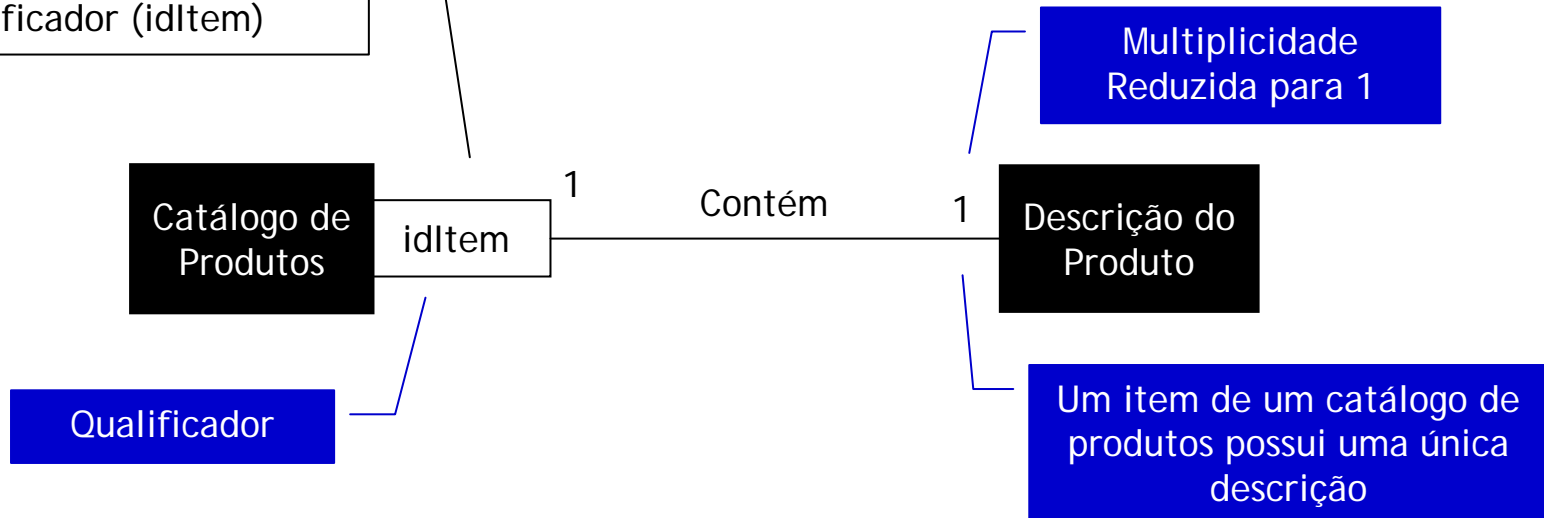 ficador (idItem)
Multiplicidade
Reduzida para 1
Catálogo de
Produtos
idItem
1
Contém
1
Descrição do
Produto
Qualificador
Um item de um catálogo de
produtos possui uma única
descrição